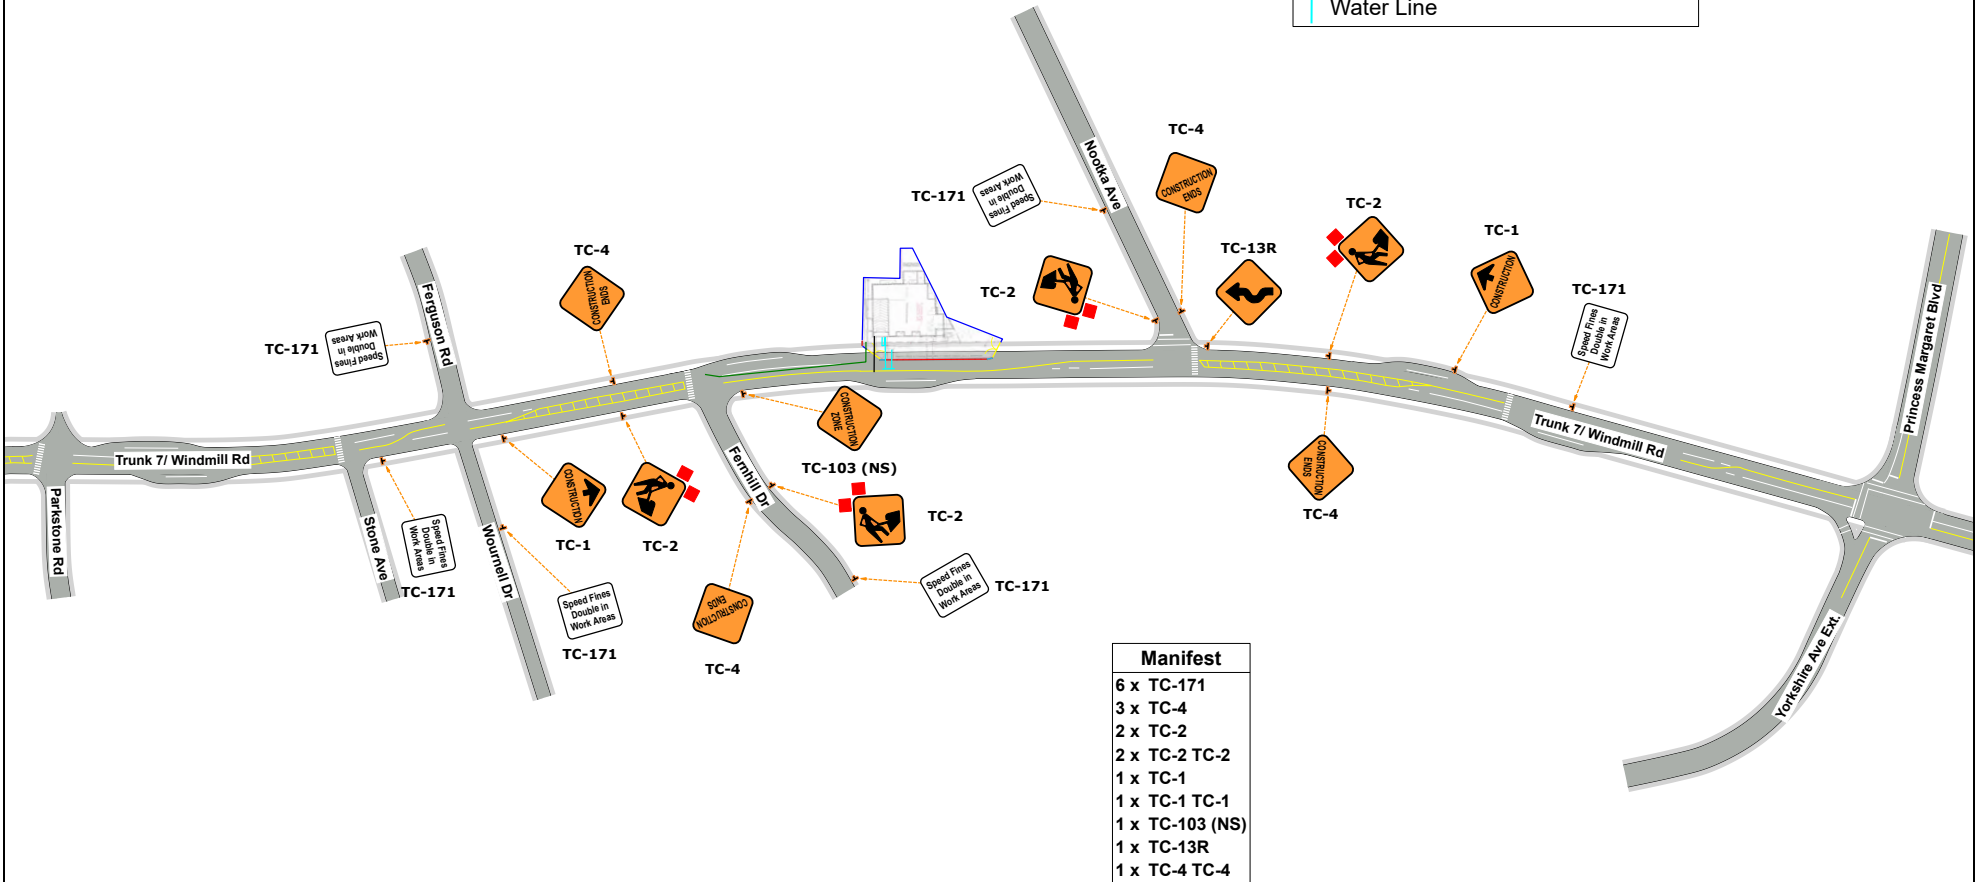 Water Line
TC-4
CONSTRUCTION
ENDS
Nootka Ave
TC-171
Speed Fines
Double in
Work Areas
TC-2
TC-13R
TC-2
TC-1
CONSTRUCTION
TC-171
Speed Fines
Double in
Work Areas
Princess Margaret Blvd
TC-4
CONSTRUCTION
ENDS
Ferguson Rd
TC-171
Speed Fines
Double in
Work Areas
Trunk 7/ Windmill Rd
Trunk 7/ Windmill Rd
CONSTRUCTION
ZONE
TC-103 (NS)
Fernhill Dr
TC-2
CONSTRUCTION
ENDS
TC-4
Parkstone Rd
Stone Ave
Speed Fines
Double in
Work Areas
TC-171
Wournell Dr
CONSTRUCTION
TC-1
TC-2
Speed Fines
Double in
Work Areas
TC-171
CONSTRUCTION
ENDS
TC-4
Speed Fines
Double in
Work Areas
TC-171
Yorkshire Ave Ext.
Manifest
6 x TC-171
3 x TC-4
2 x TC-2
2 x TC-2 TC-2
1 x TC-1
1 x TC-1 TC-1
1 x TC-103 (NS)
1 x TC-13R
1 x TC-4 TC-4